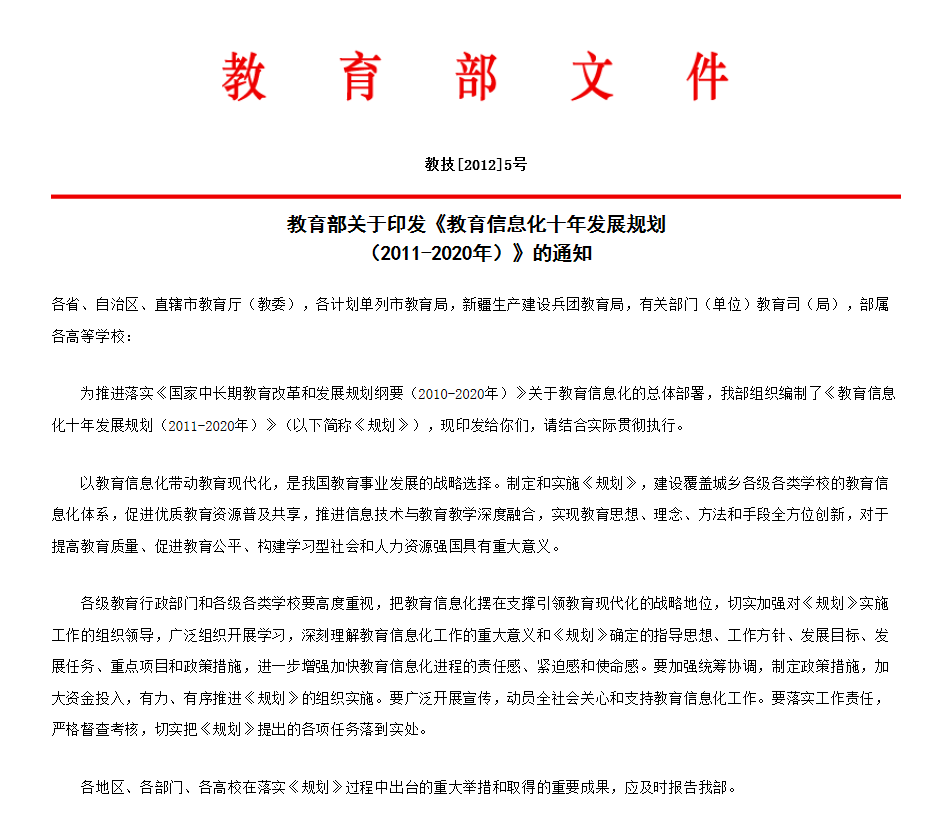 教育部文件
教技[2012]5号
教育部关于印发《教育信息化十年发展规划
（2011-2020年）》的通知
各省、自治区、直辖市教育厅（教委），各计划单列市教育局，新疆生产建设兵团教育局，有关部门（单位）教育司（局），部属
各高等学校：
为推进落实《国家中长期教育改革和发展规划纲要（2010-2020年）》关于教育信息化的总体部署，我部组织编制了《教育信息
化十年发展规划（2011-2020年）》（以下简称《规划》），现印发给你们，请结合实际贯彻执行。
以教育信息化带动教育现代化，是我国教育事业发展的战略选择。制定和实施《规划》，建设覆盖城乡各级各类学校的教育信
息化体系，促进优质教育资源普及共享，推进信息技术与教育教学深度融合，实现教育思想、理念、方法和手段全方位创新，对于
提高教育质量、促进教育公平、构建学习型社会和人力资源强国具有重大意义。
各级教育行政部门和各级各类学校要高度重视，把教育信息化摆在支撑引领教育现代化的战略地位，切实加强对《规划》实施
工作的组织领导，广泛组织开展学习，深刻理解教育信息化工作的重大意义和《规划》确定的指导思想、工作方针、发展目标、发
展任务、重点项目和政策措施，进一步增强加快教育信息化进程的责任感、紧迫感和使命感。要加强统筹协调，制定政策措施，加
大资金投入，有力、有序推进《规划》的组织实施。要广泛开展宣传，动员全社会关心和支持教育信息化工作。要落实工作责任，
严格督查考核，切实把《规划》提出的各项任务落到实处。
各地区、各部门、各高校在落实《规划》过程中出台的重大举措和取得的重要成果，应及时报告我部。